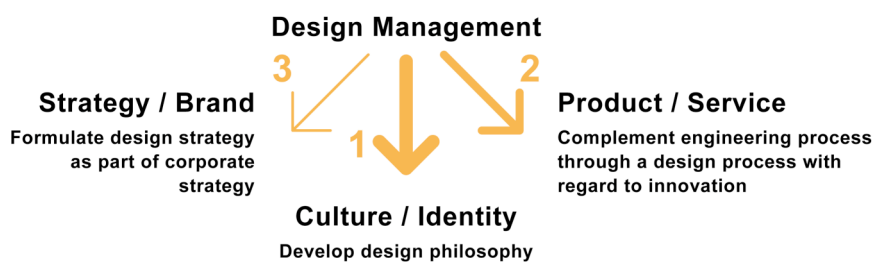 Design Management
3
2
Strategy / Brand
Formulate design strategy
as part of corporate
strategy
1
Product / Service
Complement engineering process
through a design process with
regard to innovation
Culture / Identity
Develop design philosophy